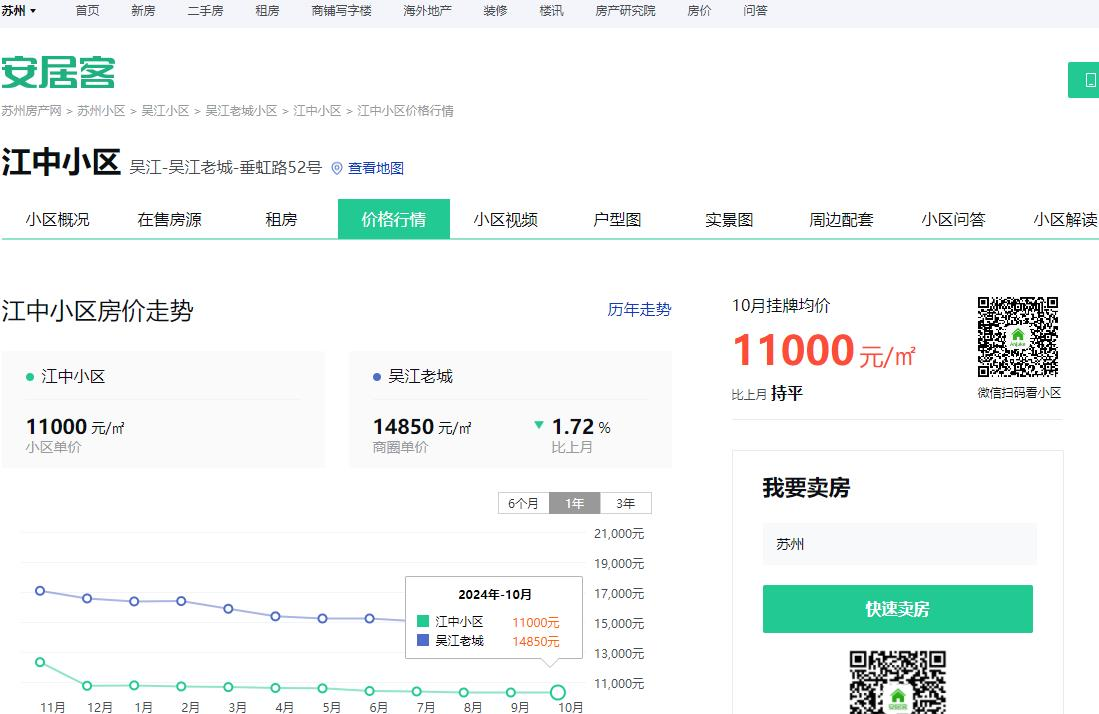 苏州 首页 新房 二手房 租房 商铺写字楼 海外地产 装修 楼讯 房产研究院 房价 问答
安居客
苏州房产网 > 苏州小区 > 吴江小区 > 吴江老城小区 > 江中小区 > 江中小区价格行情
江中小区 吴江-吴江老城-垂虹路52号 查看地图
小区概况 在售房源 租房 价格行情 小区视频 户型图 实景图 周边配套 小区问答 小区解读
江中小区房价走势 历年走势
江中小区
11000 元/㎡
小区单价
吴江老城
14850 元/㎡ 1.72 %
商圈单价 比上月
6个月 1年 3年
21,000元
19,000元
17,000元
15,000元
13,000元
11,000元
2024年-10月
江中小区 11000元
吴江老城 14850元
11月 12月 1月 2月 3月 4月 5月 6月 7月 8月 9月 10月
10月挂牌均价
11000 元/㎡
比上月 持平
微信扫码看小区
我要卖房
苏州
快速卖房